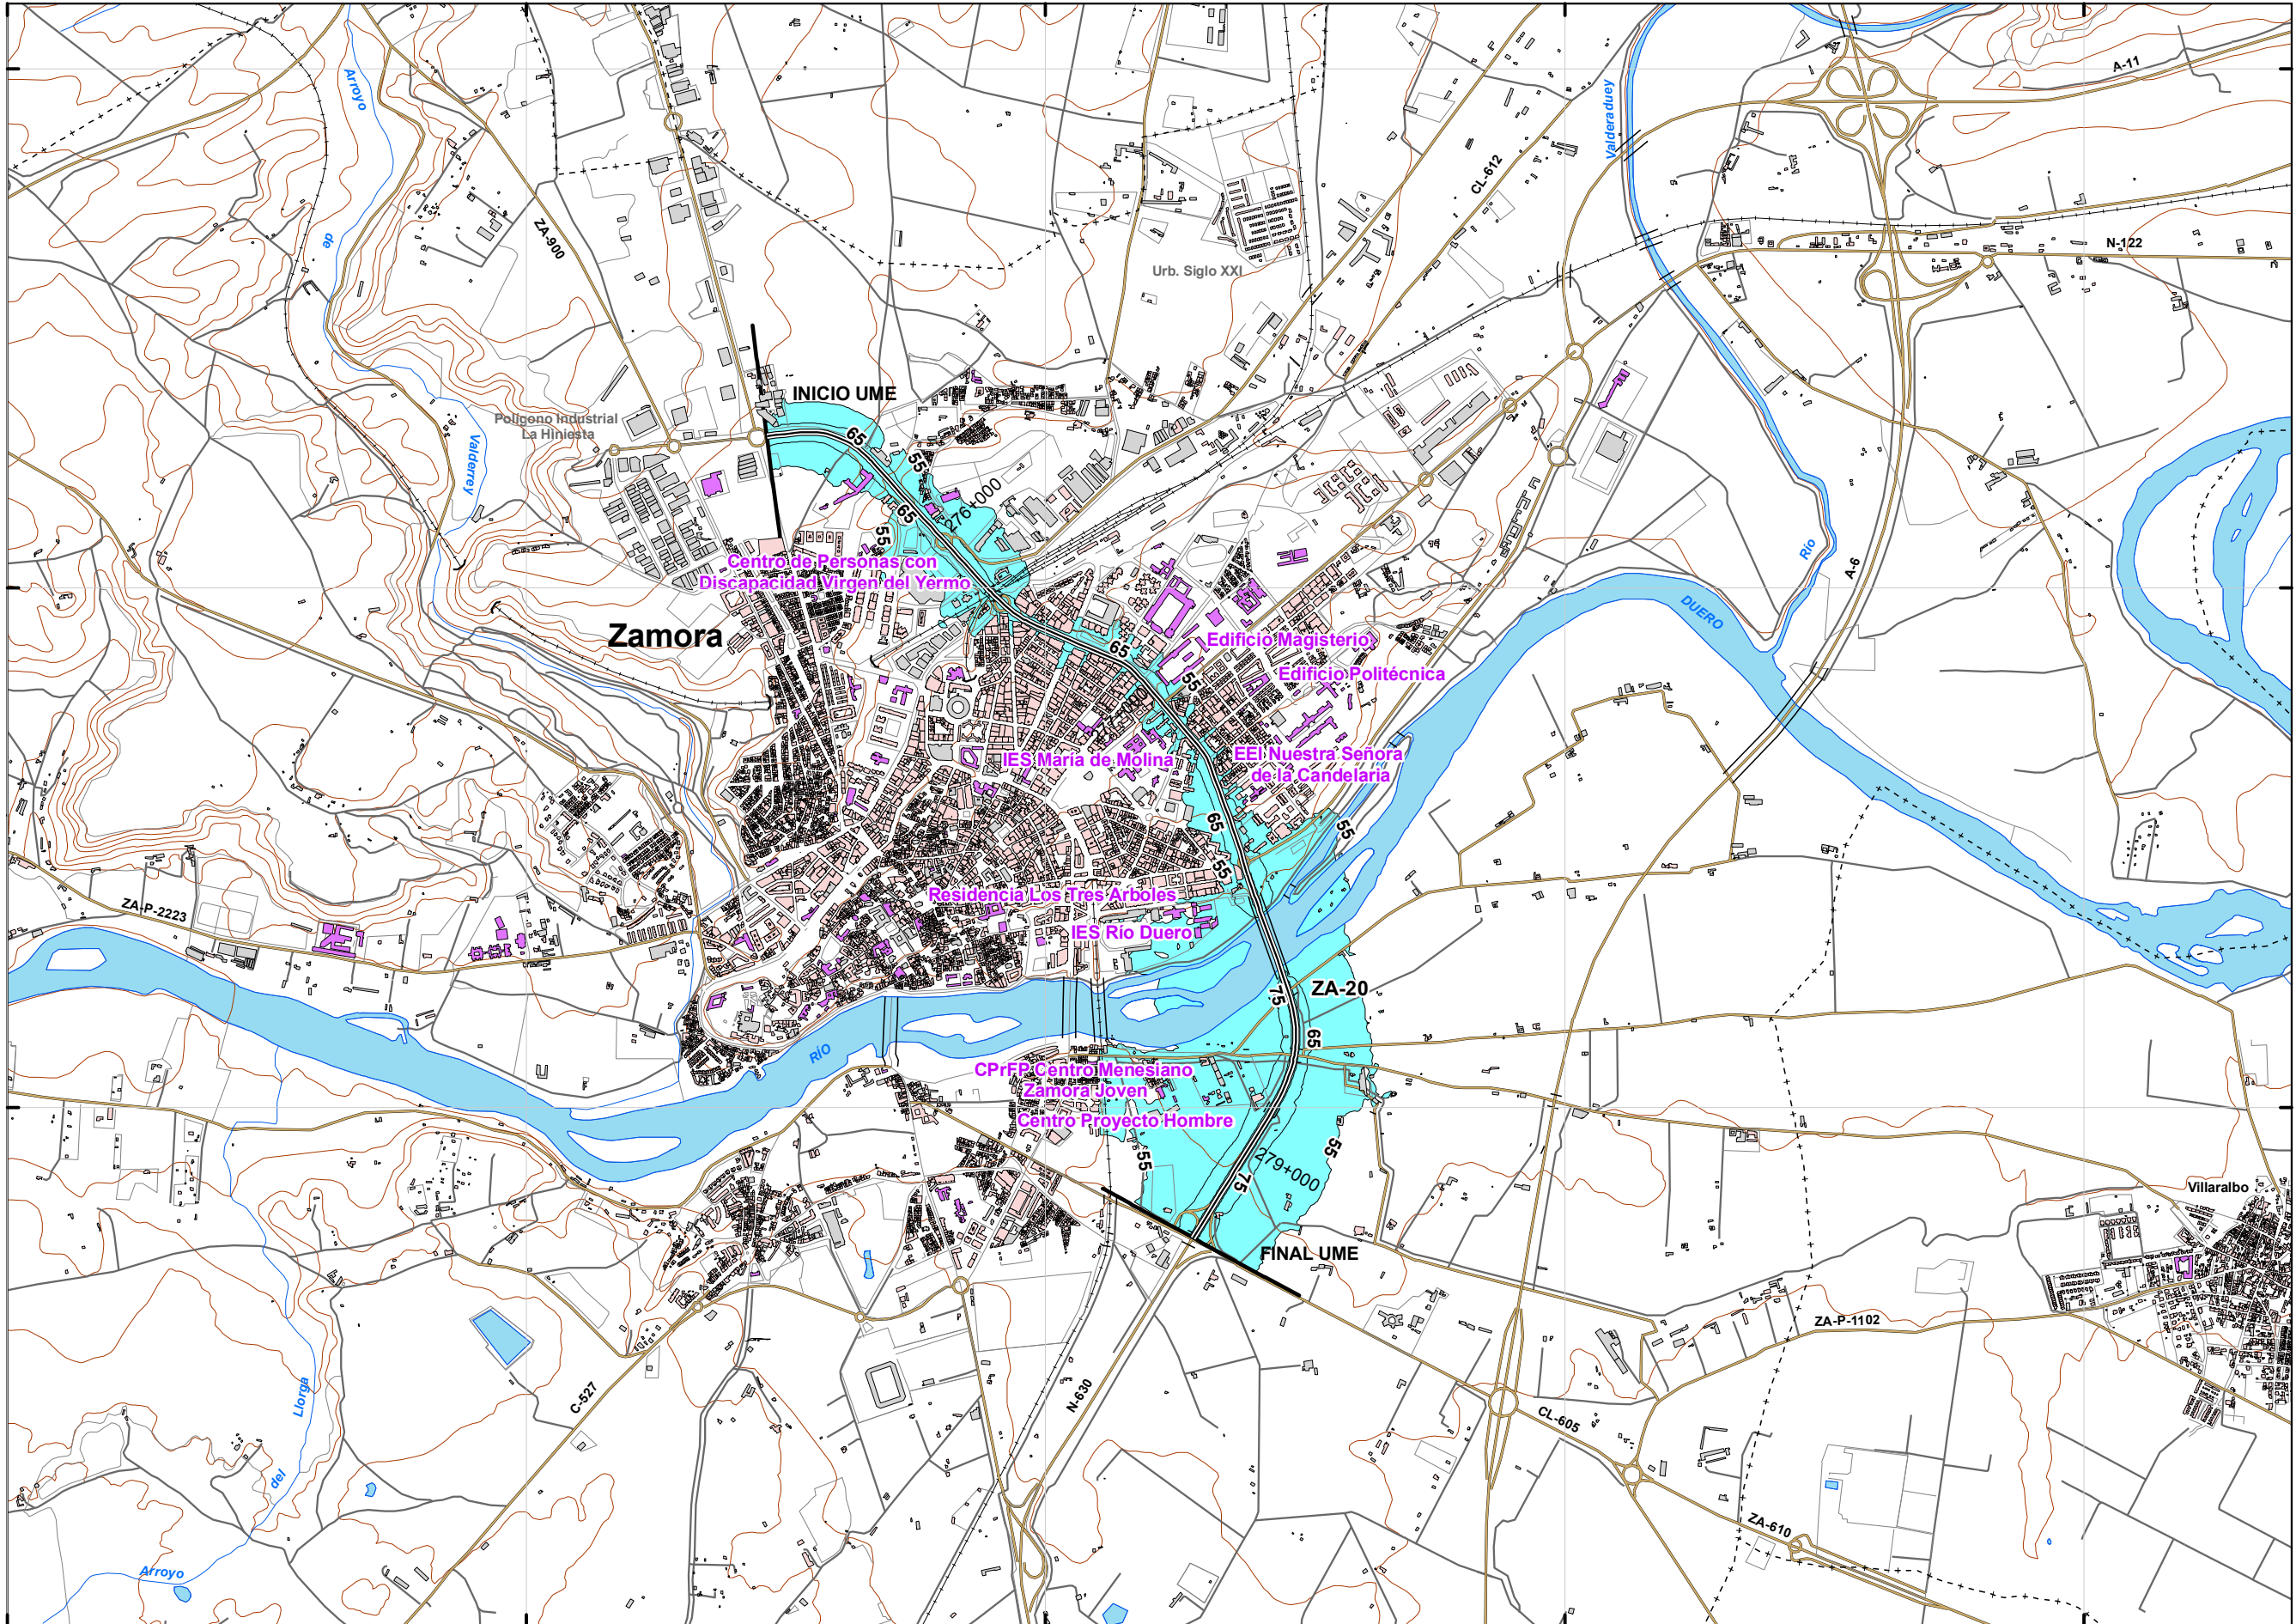 A-11
Arroyo
Valderaduey
CL-612
de
ZA-900
N-122
Urb. Siglo XXI
INICIO UME
Polígono Industrial
La Hiniesta
65
55
Valderrey
276+000
65
55
Río
A-6
Centro de Personas con
Discapacidad Virgen del Yermo
DUERO
Zamora
Edificio Magisterio
65
Edificio Politécnica
55
IES María de Molina
EEI Nuestra Señora
de la Candelaria
65
55
55
Residencia Los Tres Arboles
ZA-P-2223
IES Río Duero
ZA-20
75
65
RÍO
CPrFP Centro Menesiano
Zamora Joven
Centro Proyecto Hombre
55
55
279+000
75
Villaralbo
FINAL UME
ZA-P-1102
Llorga
C-527
N-630
CL-605
del
ZA-610
Arroyo